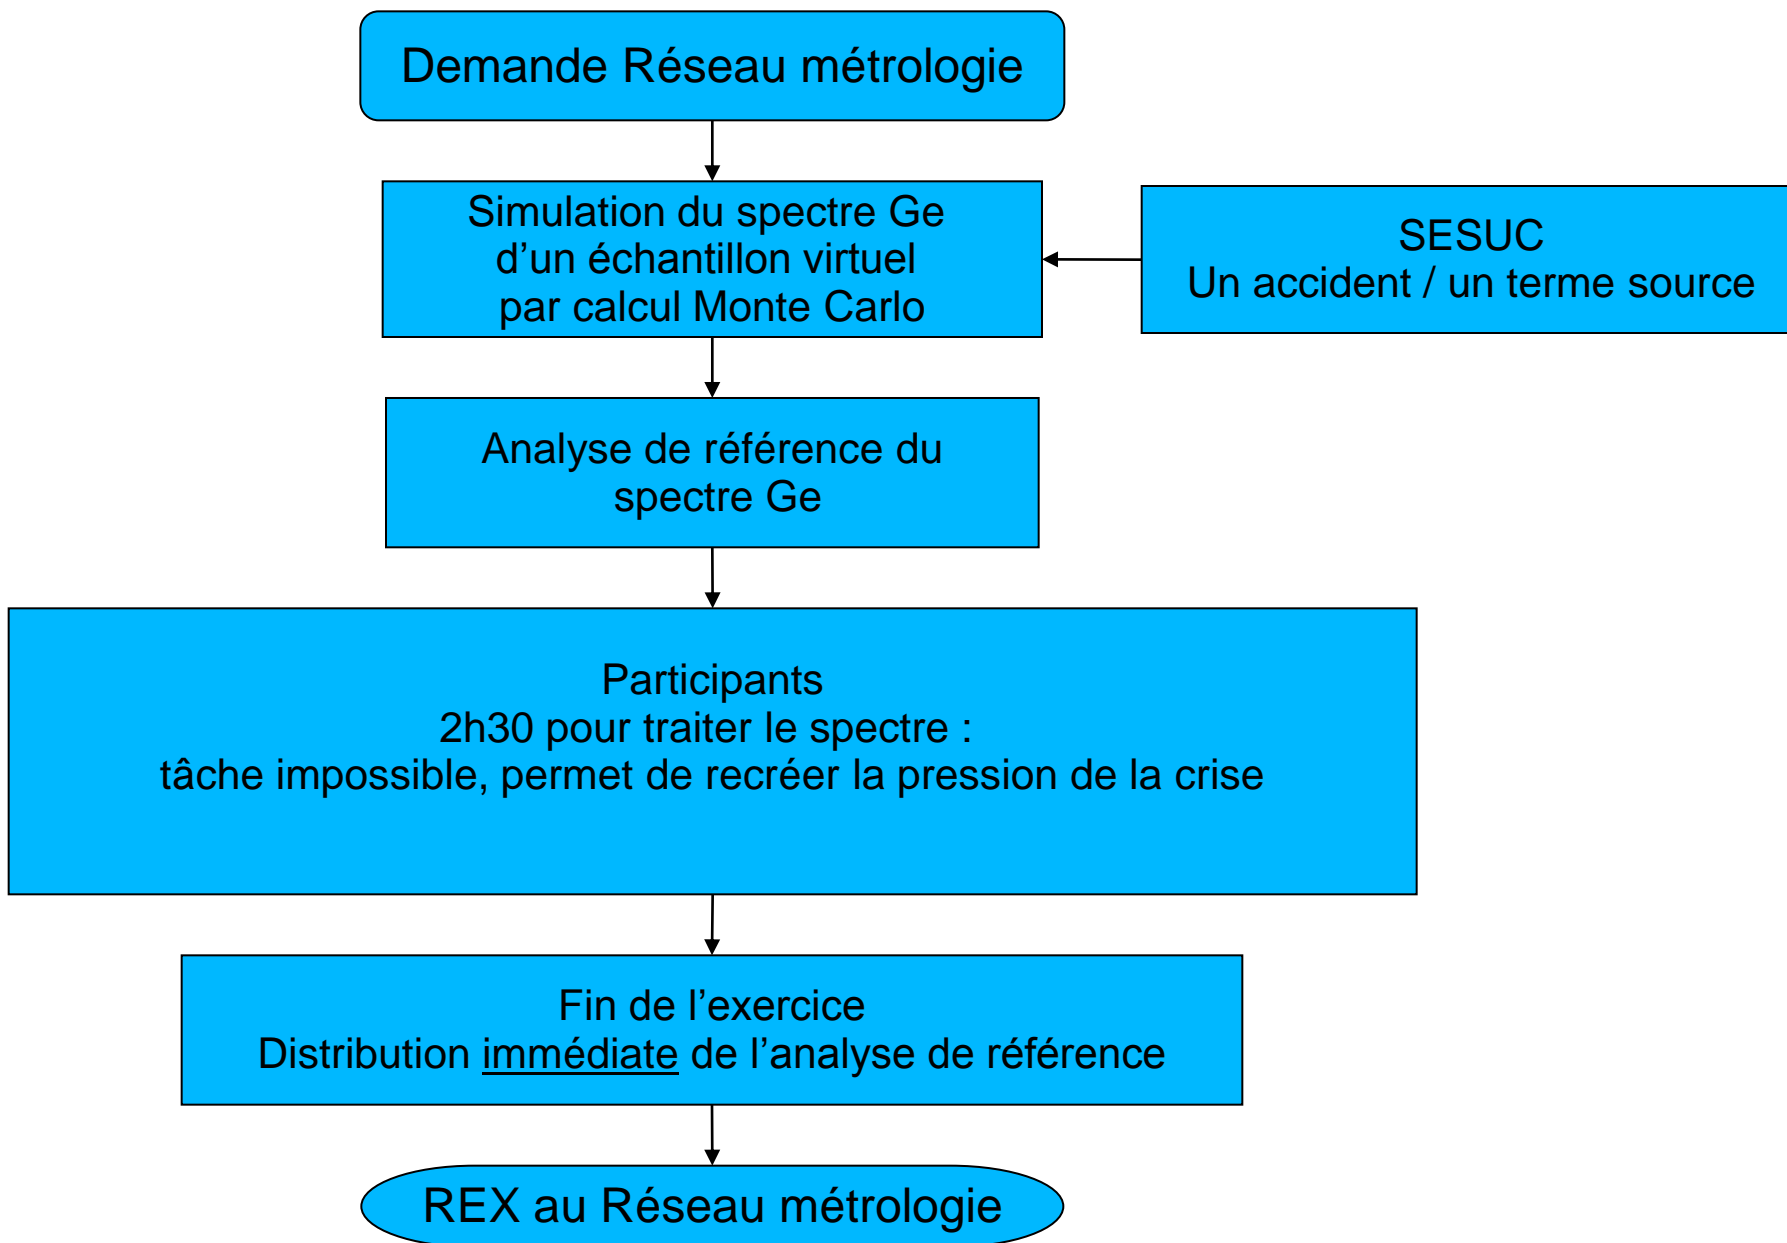 Demande Réseau métrologie
Simulation du spectre Ge
d’un échantillon virtuel
par calcul Monte Carlo
SESUC
Un accident / un terme source
Analyse de référence du
spectre Ge
Participants
2h30 pour traiter le spectre :
tâche impossible, permet de recréer la pression de la crise
Fin de l’exercice
Distribution immédiate de l’analyse de référence
REX au Réseau métrologie